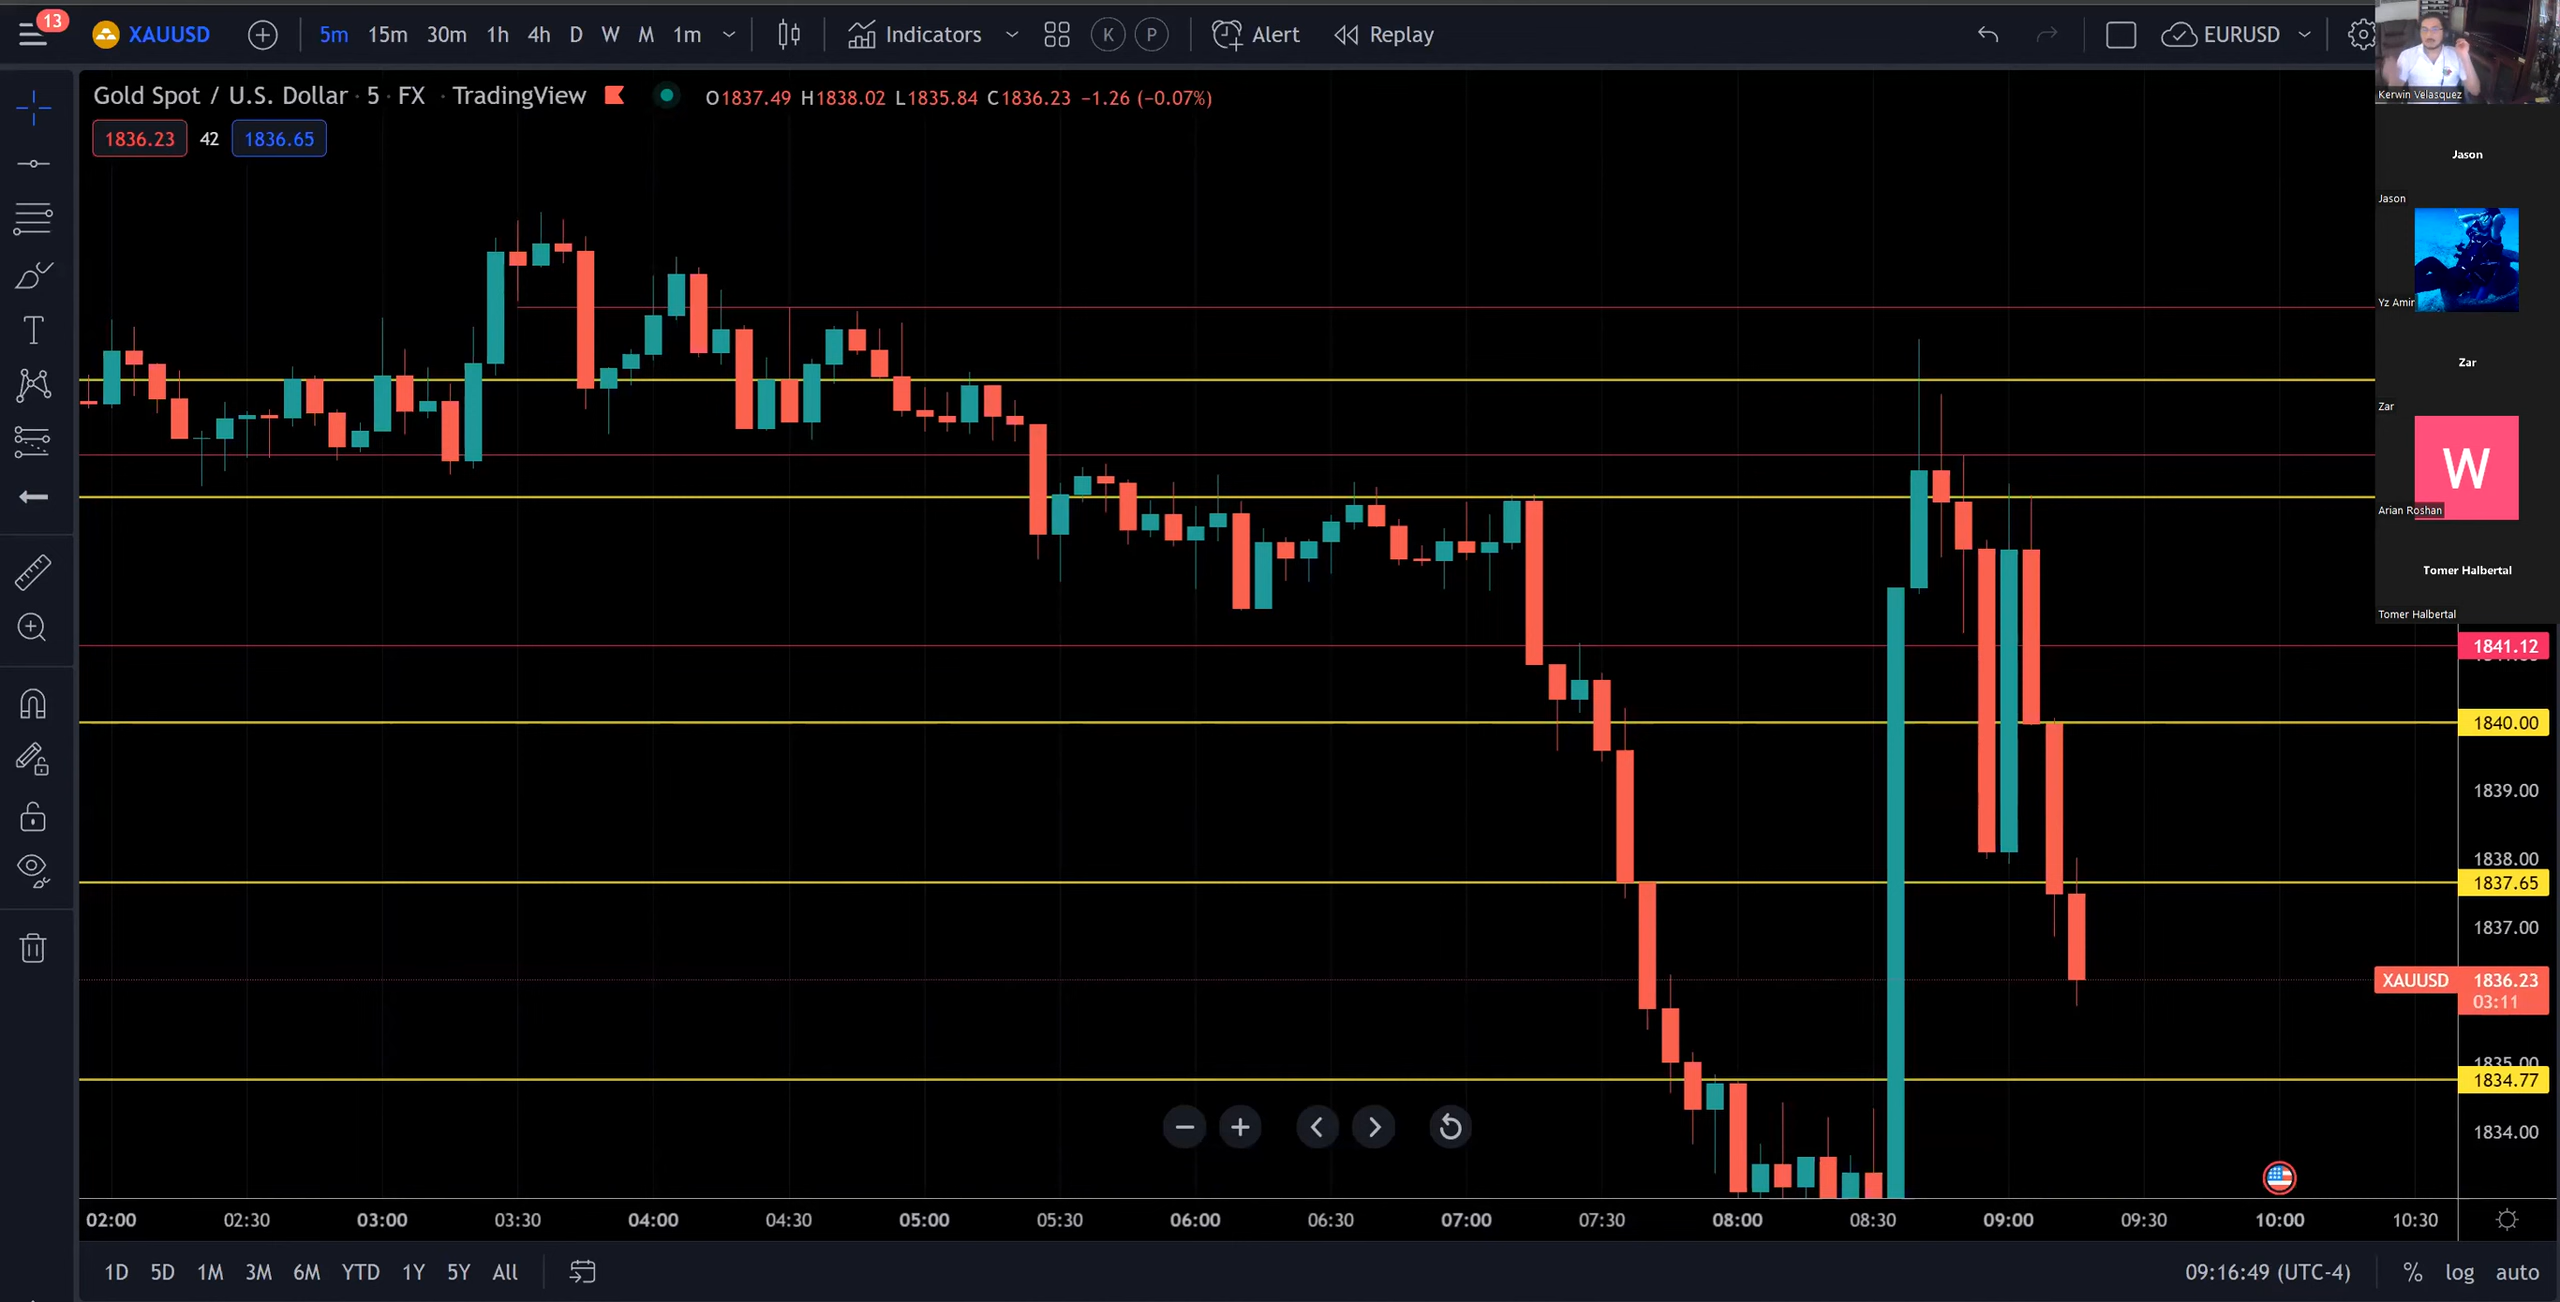 13
XAUUSD
5m 15m 30m 1h 4h D W M 1m
Indicators
K P
Alert
Replay
EURUSD
Gold Spot / U.S. Dollar · 5 · FX · TradingView
O1837.49 H1838.02 L1835.84 C1836.23 −1.26 (−0.07%)
1836.23 42 1836.65
Kerwin Velasquez
Jason
Jason
Yz Amir
Zar
Zar
W
Arian Roshan
Tomer Halbertal
Tomer Halbertal
1841.12
1840.00
1839.00
1838.00
1837.65
1837.00
XAUUSD 1836.23
03:11
1835.00
1834.77
1834.00
02:00 02:30 03:00 03:30 04:00 04:30 05:00 05:30 06:00 06:30 07:00 07:30 08:00 08:30 09:00 09:30 10:00 10:30
1D 5D 1M 3M 6M YTD 1Y 5Y All
09:16:49 (UTC-4) % log auto